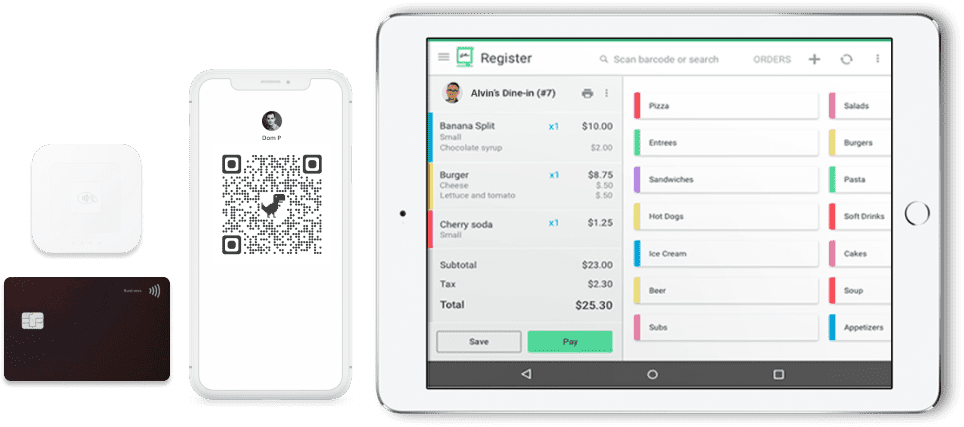 Business
Dom P
Register
Scan barcode or search
ORDERS
Alvin's Dine-in (#7)
Banana Split x1 $10.00
Small
Chocolate syrup $2.00
Burger x1 $8.75
Cheese $.50
Lettuce and tomato $.50
Cherry soda x1 $1.25
Small
Subtotal $23.00
Tax $2.30
Total $25.30
Save Pay
Pizza Salads
Entrees Burgers
Sandwiches Pasta
Hot Dogs Soft Drinks
Ice Cream Cakes
Beer Soup
Subs Appetizers